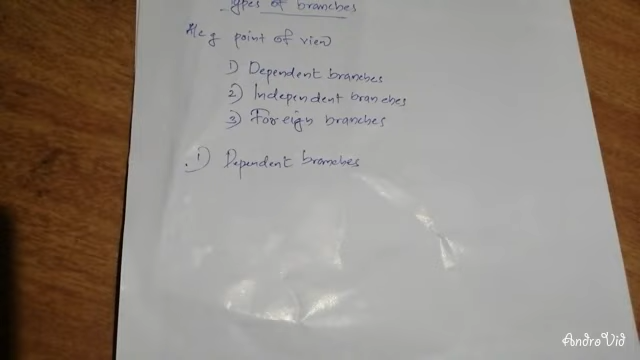 Types of branches
A/c g point of view
1) Dependent branches
2) Independent branches
3) Foreign branches
1) Dependent branches
AndroVid